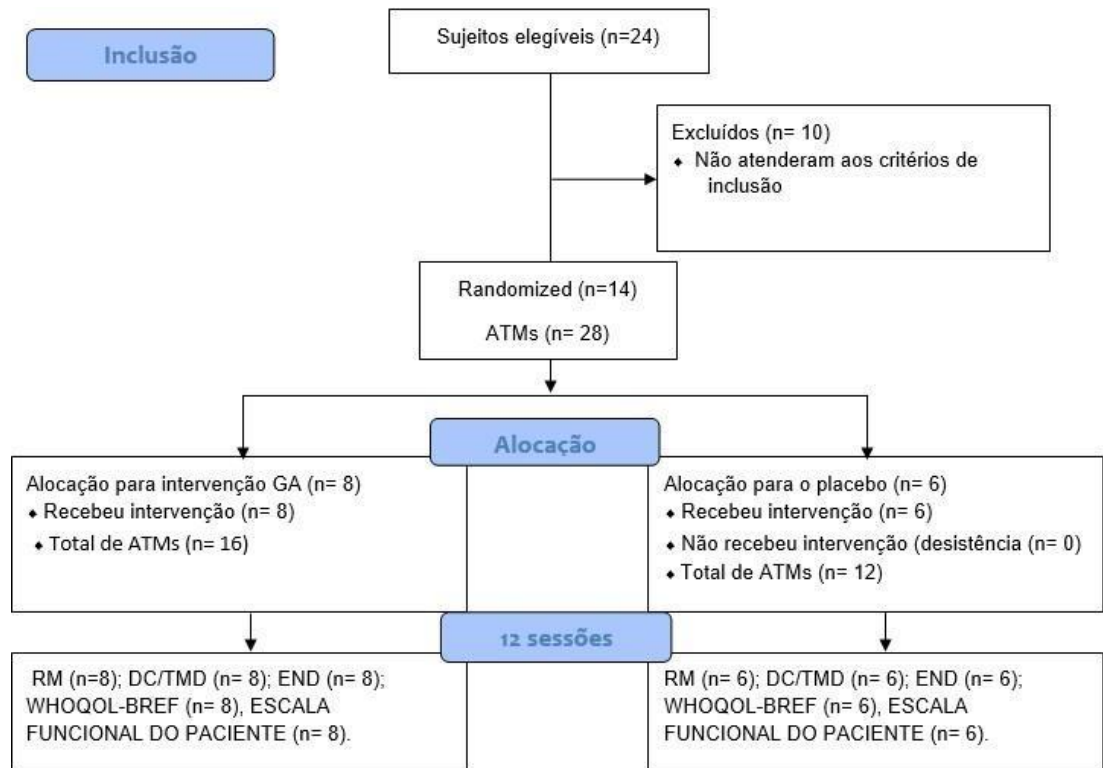 Inclusão
Sujeitos elegíveis (n=24)
Excluídos (n= 10)
♦ Não atenderam aos critérios de
inclusão
Randomized (n=14)
ATMs (n= 28)
Alocação
Alocação para intervenção GA (n= 8)
♦ Recebeu intervenção (n= 8)
♦ Total de ATMs (n= 16)
Alocação para o placebo (n= 6)
♦ Recebeu intervenção (n= 6)
♦ Não recebeu intervenção (desistência (n= 0)
♦ Total de ATMs (n= 12)
12 sessões
RM (n=8); DC/TMD (n= 8); END (n= 8);
WHOQOL-BREF (n= 8), ESCALA
FUNCIONAL DO PACIENTE (n= 8).
RM (n= 6); DC/TMD (n= 6); END (n= 6);
WHOQOL-BREF (n= 6), ESCALA
FUNCIONAL DO PACIENTE (n= 6).